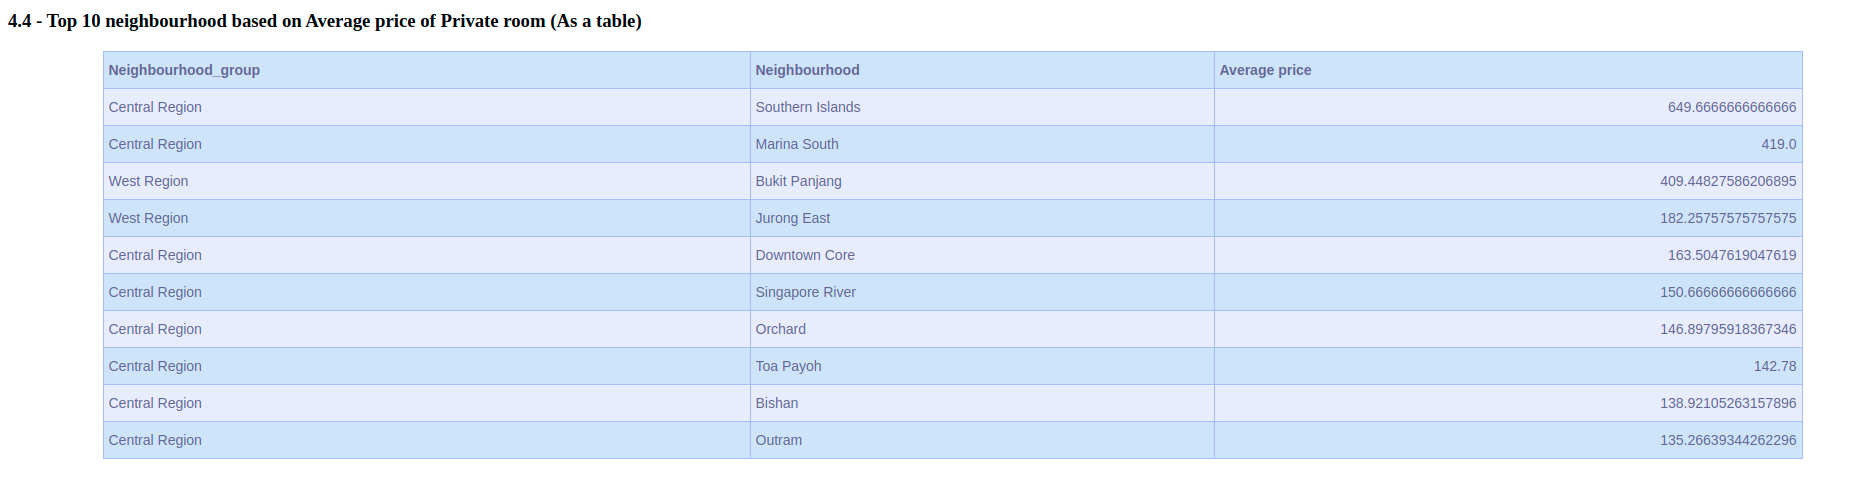 4.4 - Top 10 neighbourhood based on Average price of Private room (As a table)
Neighbourhood_group Neighbourhood Average price
Central Region Southern Islands 649.6666666666666
Central Region Marina South 419.0
West Region Bukit Panjang 409.44827586206895
West Region Jurong East 182.25757575757575
Central Region Downtown Core 163.5047619047619
Central Region Singapore River 150.66666666666666
Central Region Orchard 146.89795918367346
Central Region Toa Payoh 142.78
Central Region Bishan 138.92105263157896
Central Region Outram 135.26639344262296